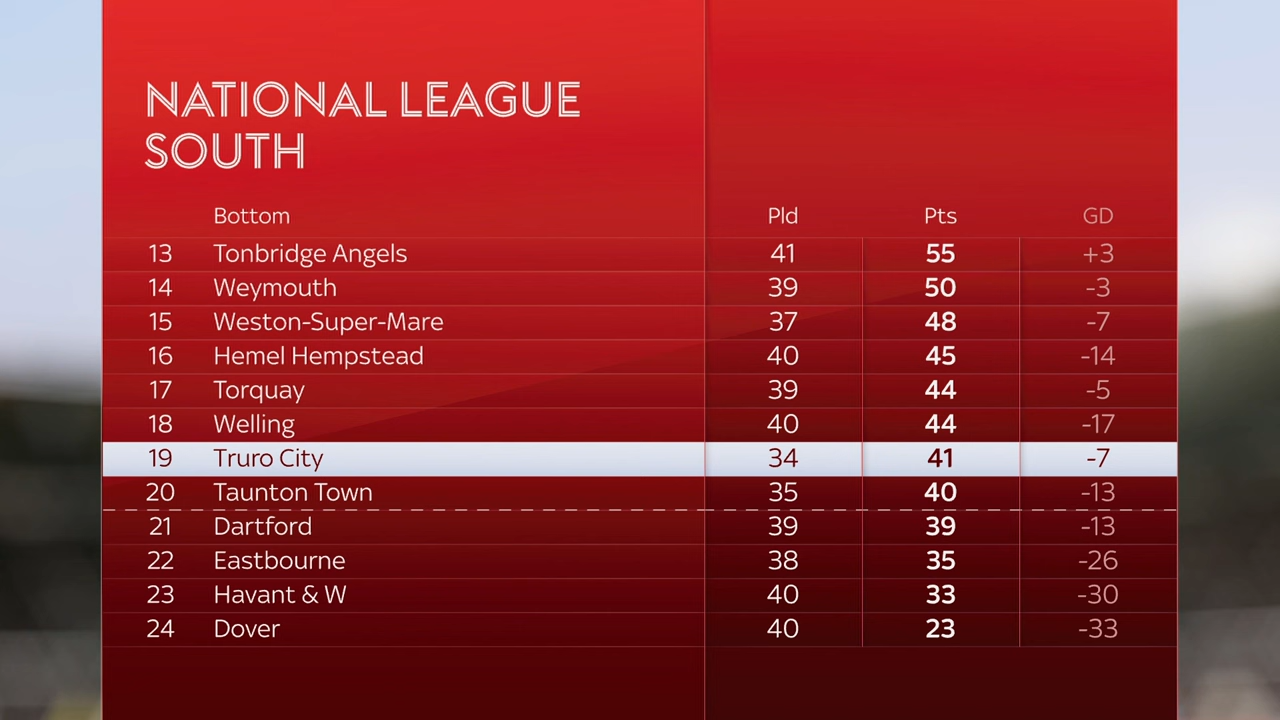 NATIONAL LEAGUE
SOUTH
Bottom Pld Pts GD
13 Tonbridge Angels 41 55 +3
14 Weymouth 39 50 -3
15 Weston-Super-Mare 37 48 -7
16 Hemel Hempstead 40 45 -14
17 Torquay 39 44 -5
18 Welling 40 44 -17
19 Truro City 34 41 -7
20 Taunton Town 35 40 -13
21 Dartford 39 39 -13
22 Eastbourne 38 35 -26
23 Havant & W 40 33 -30
24 Dover 40 23 -33